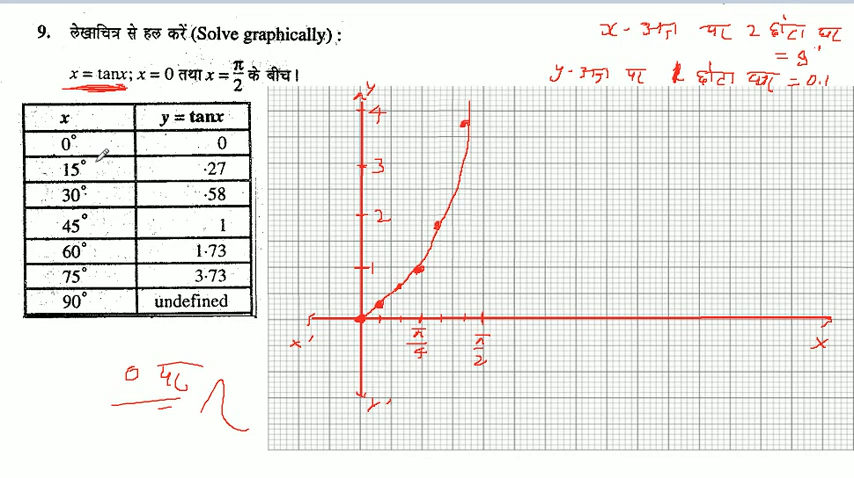 9. लेखाचित्र से हल करें (Solve graphically) :
x = tanx; x = 0 तथा x = π/2 के बीच।
x - अक्ष पर 2 छोटा घर
= 9°
y-अक्ष पर 1 छोटा घर = 0.1
x y = tanx
0° 0
15° ·27
30° ·58
45° 1
60° 1·73
75° 3·73
90° undefined
y
4
3
2
1
π/4 π/2
x' x
y'
0 पर